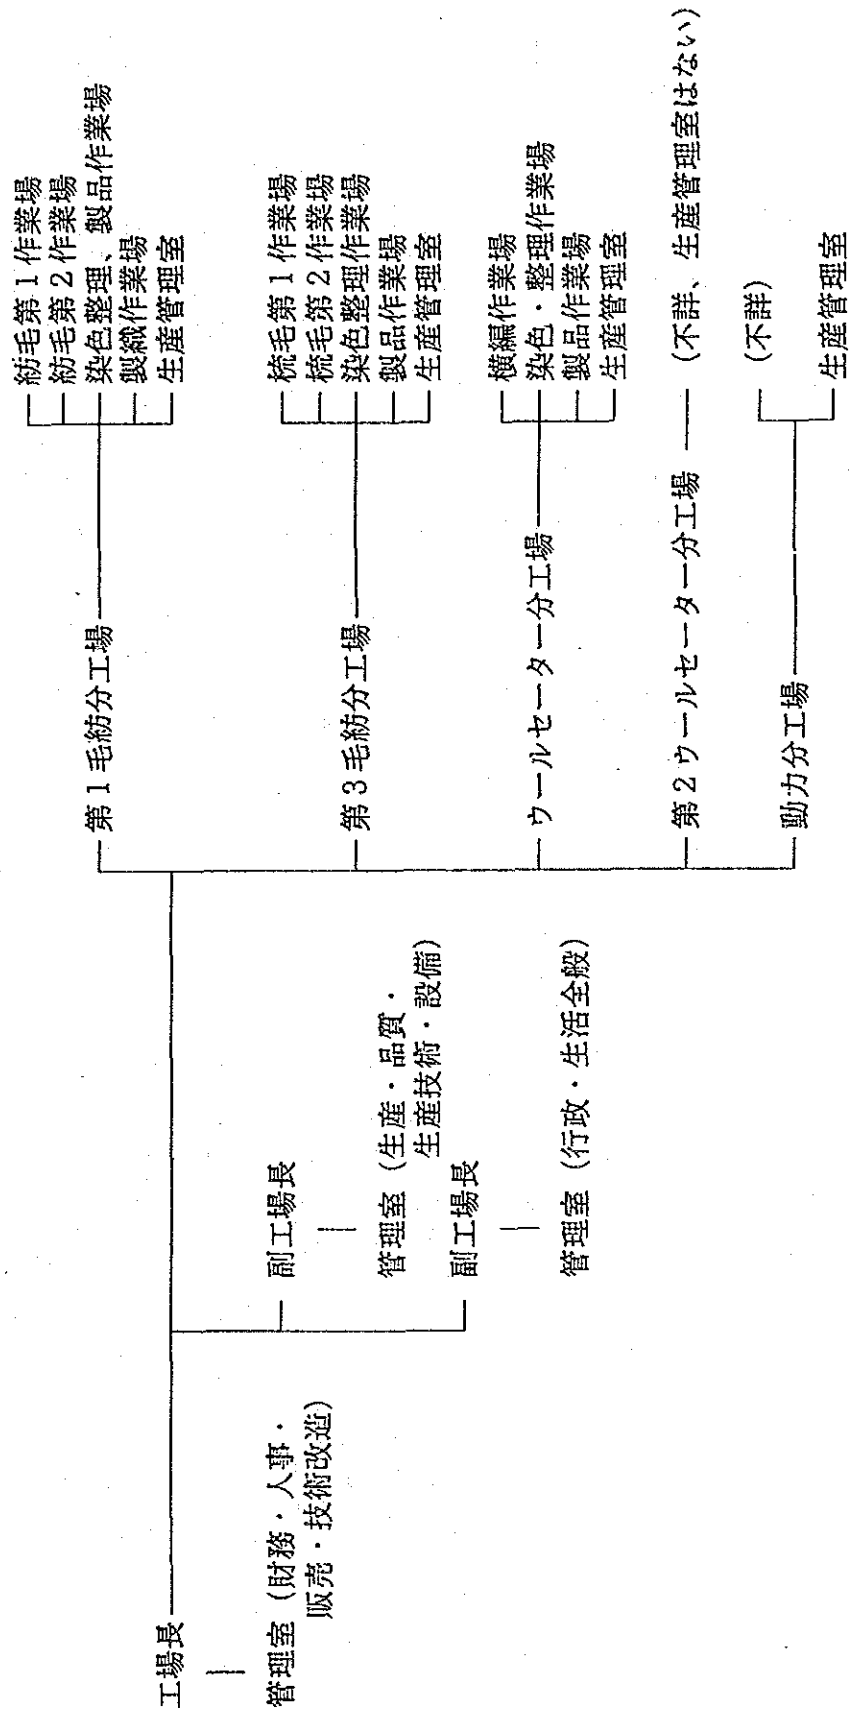 工場長
管理室 (財務・人事・
販売・技術改造)
副工場長
管理室 (生産・品質・
生産技術・設備)
副工場長
管理室 (行政・生活全般)
第1毛紡分工場
紡毛第1作業場
紡毛第2作業場
染色整理、製品作業場
製織作業場
生産管理室
第3毛紡分工場
梳毛第1作業場
梳毛第2作業場
染色整理作業場
製品作業場
生産管理室
ウールセーター分工場
横編作業場
染色・整理作業場
製品作業場
生産管理室
第2ウールセーター分工場
(不詳、生産管理室はない)
動力分工場
(不詳)
生産管理室